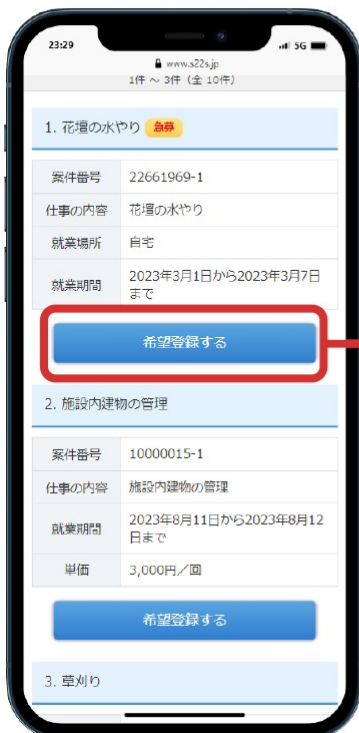 23:29
5G
www.s22s.jp
1件 ～ 3件 (全 10件)
1. 花壇の水やり 急募
案件番号 22661969-1
仕事の内容 花壇の水やり
就業場所 自宅
就業期間 2023年3月1日から2023年3月7日
まで
希望登録する
2. 施設内建物の管理
案件番号 10000015-1
仕事の内容 施設内建物の管理
就業期間 2023年8月11日から2023年8月12
日まで
単価 3,000円／回
希望登録する
3. 草刈り